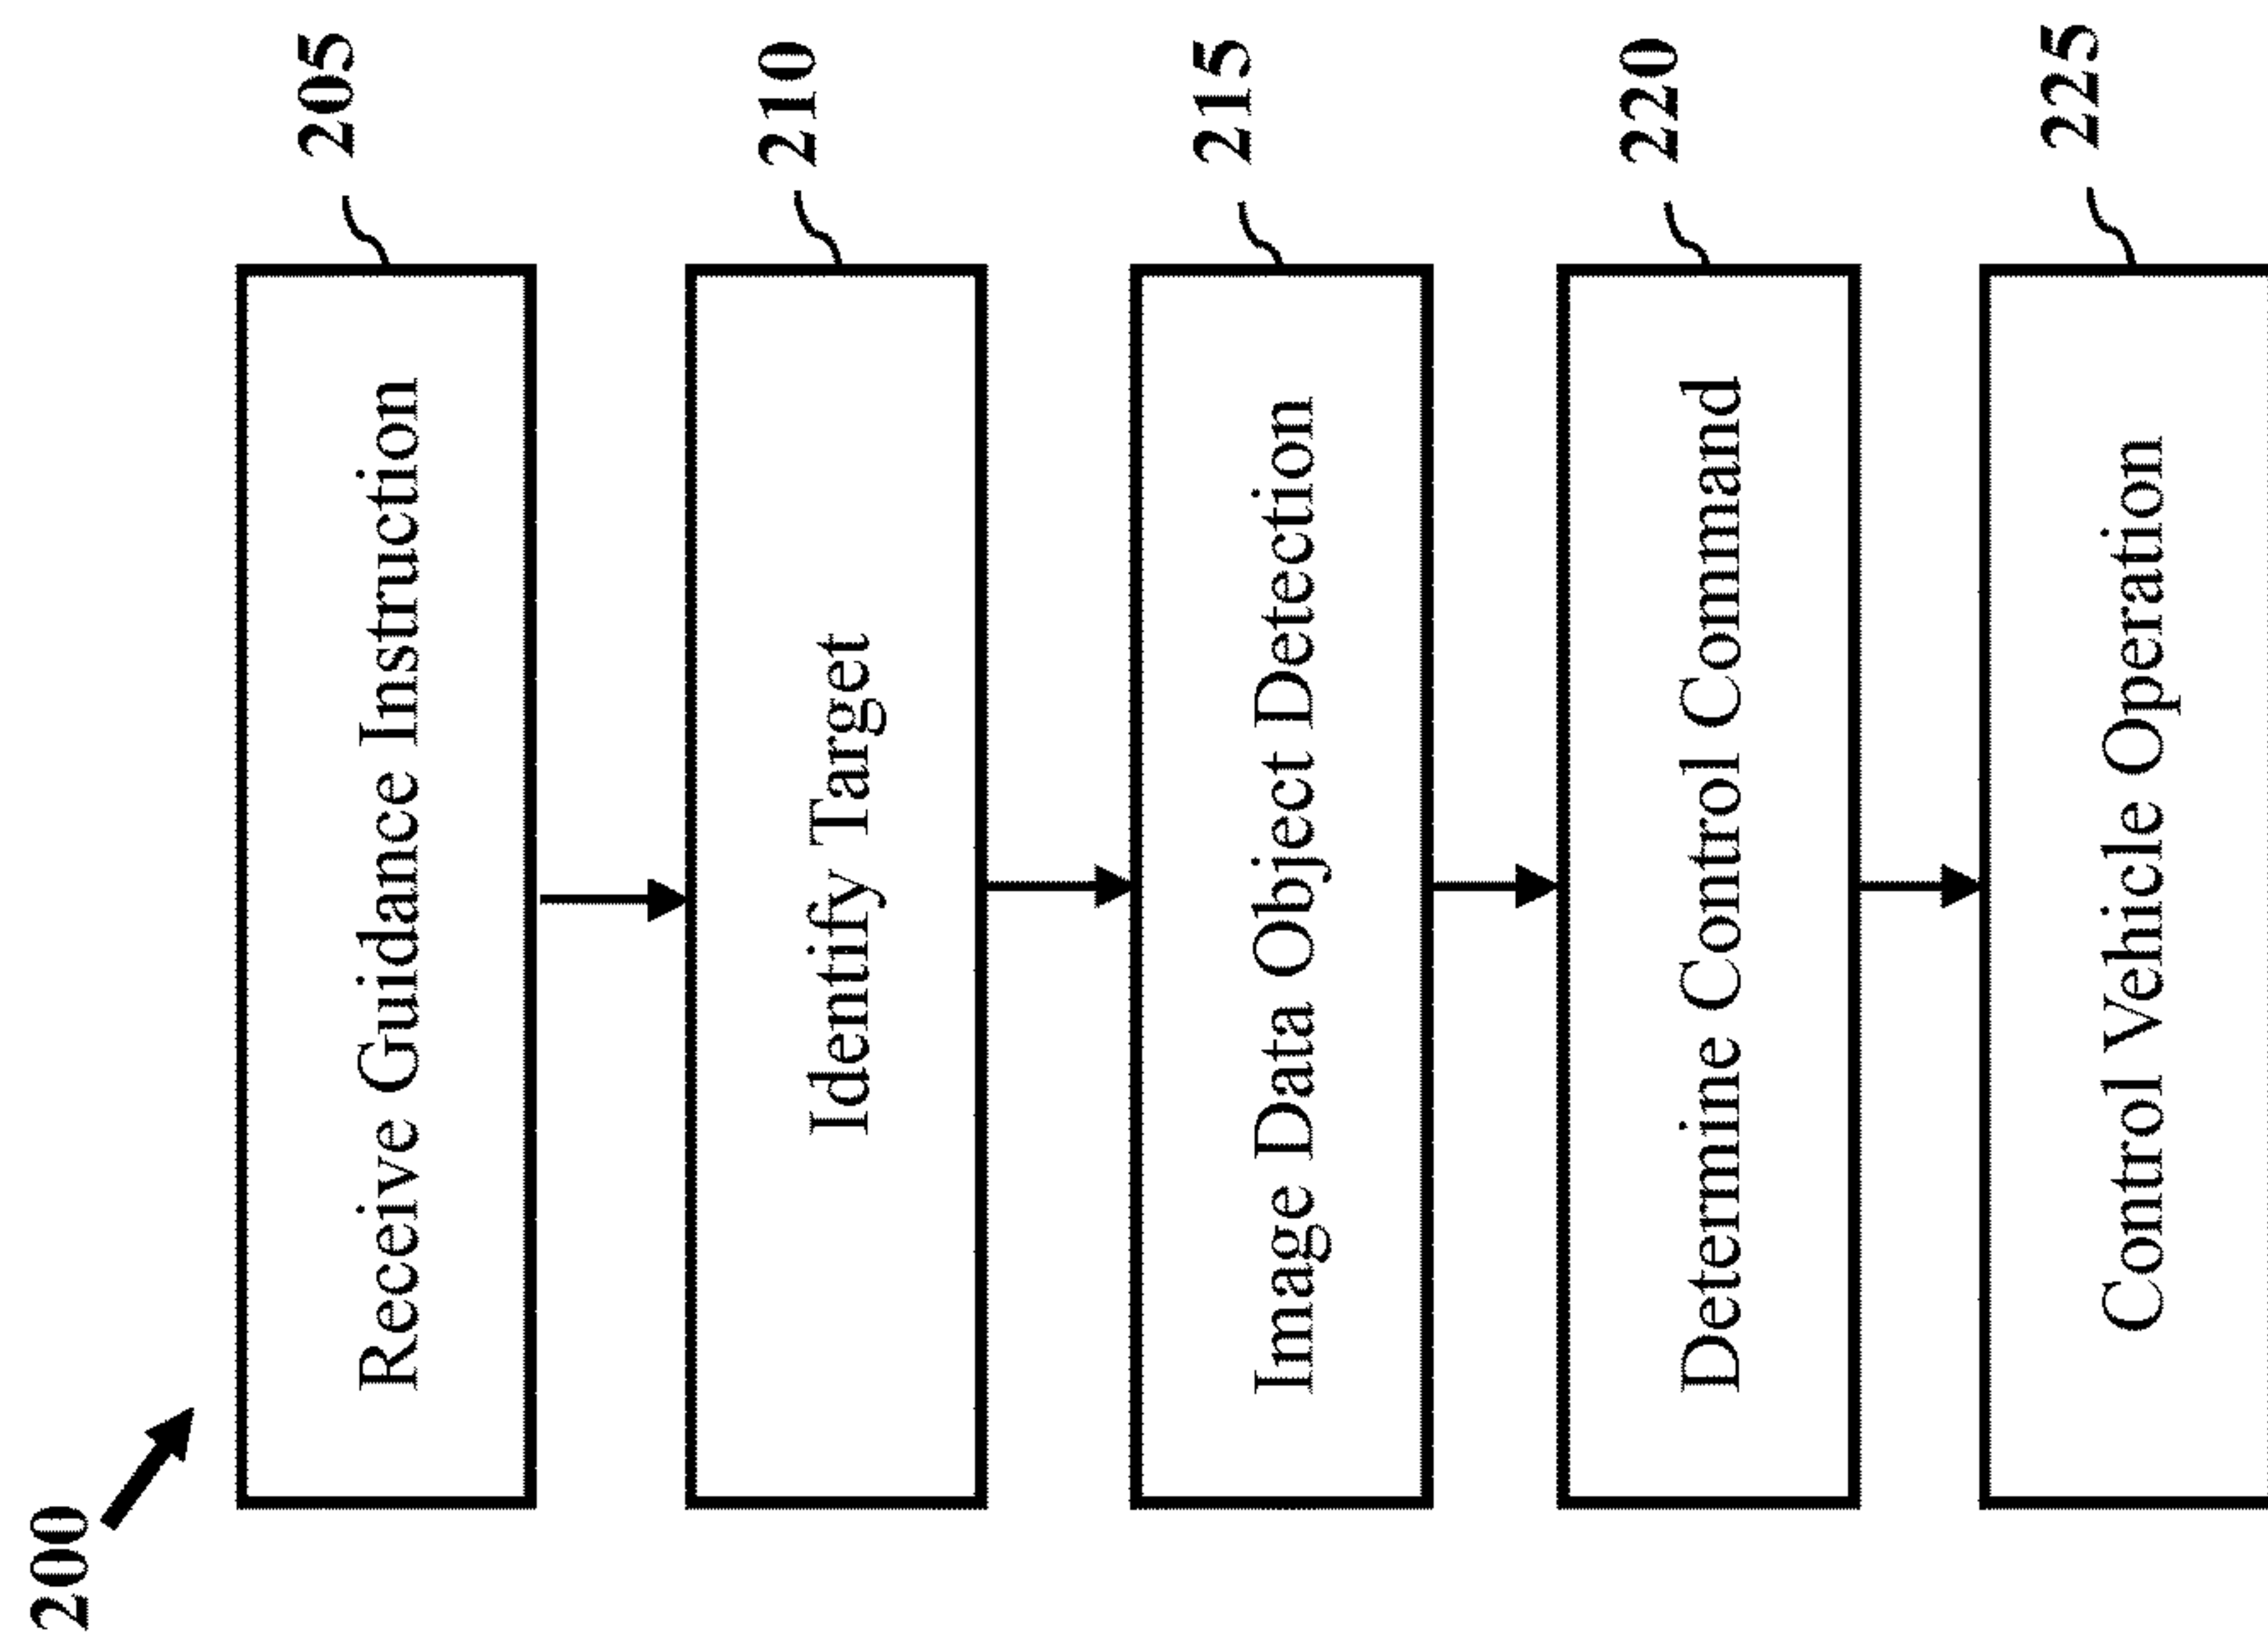 200
Receive Guidance Instruction
205
Identify Target
210
Image Data Object Detection
215
Determine Control Command
220
Control Vehicle Operation
225